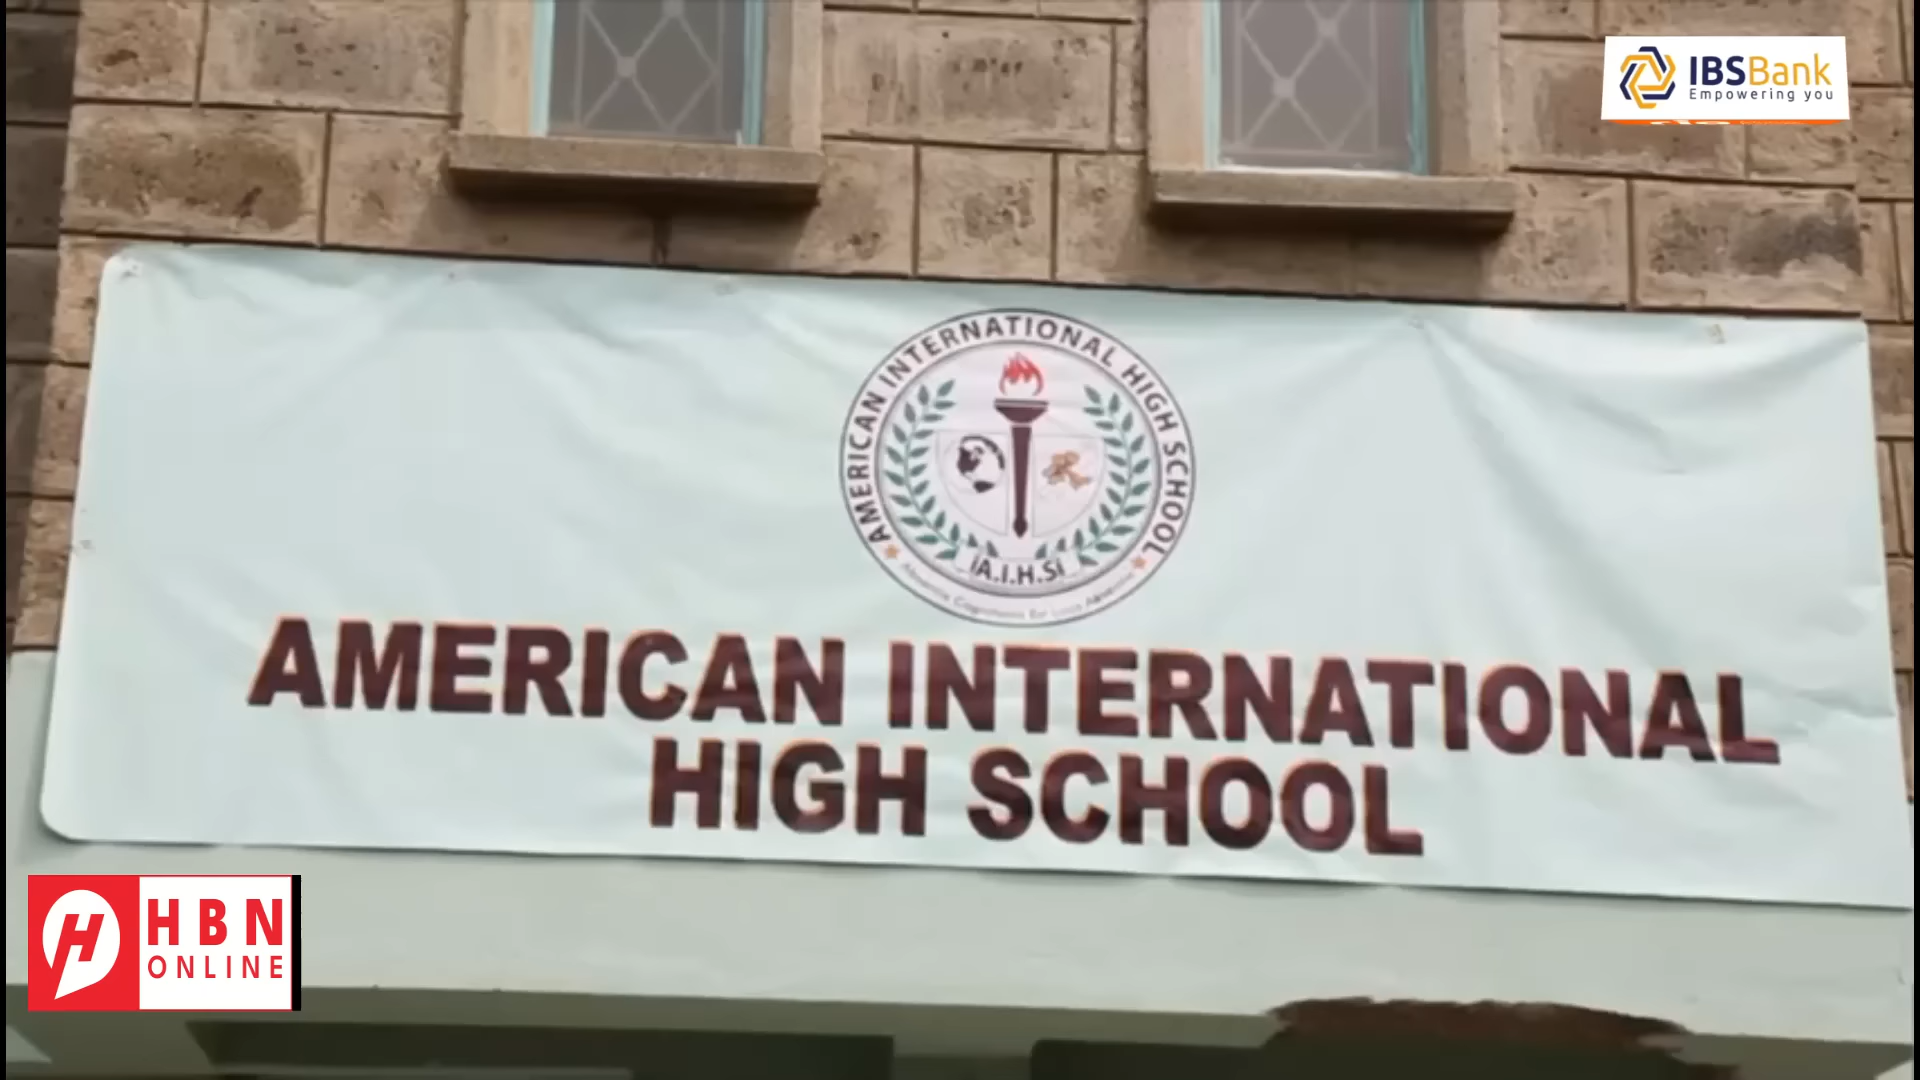 IBSBank
Empowering you
AMERICAN INTERNATIONAL HIGH SCHOOL
A.I.H.S
AMERICAN INTERNATIONAL
HIGH SCHOOL
H
HBN
ONLINE